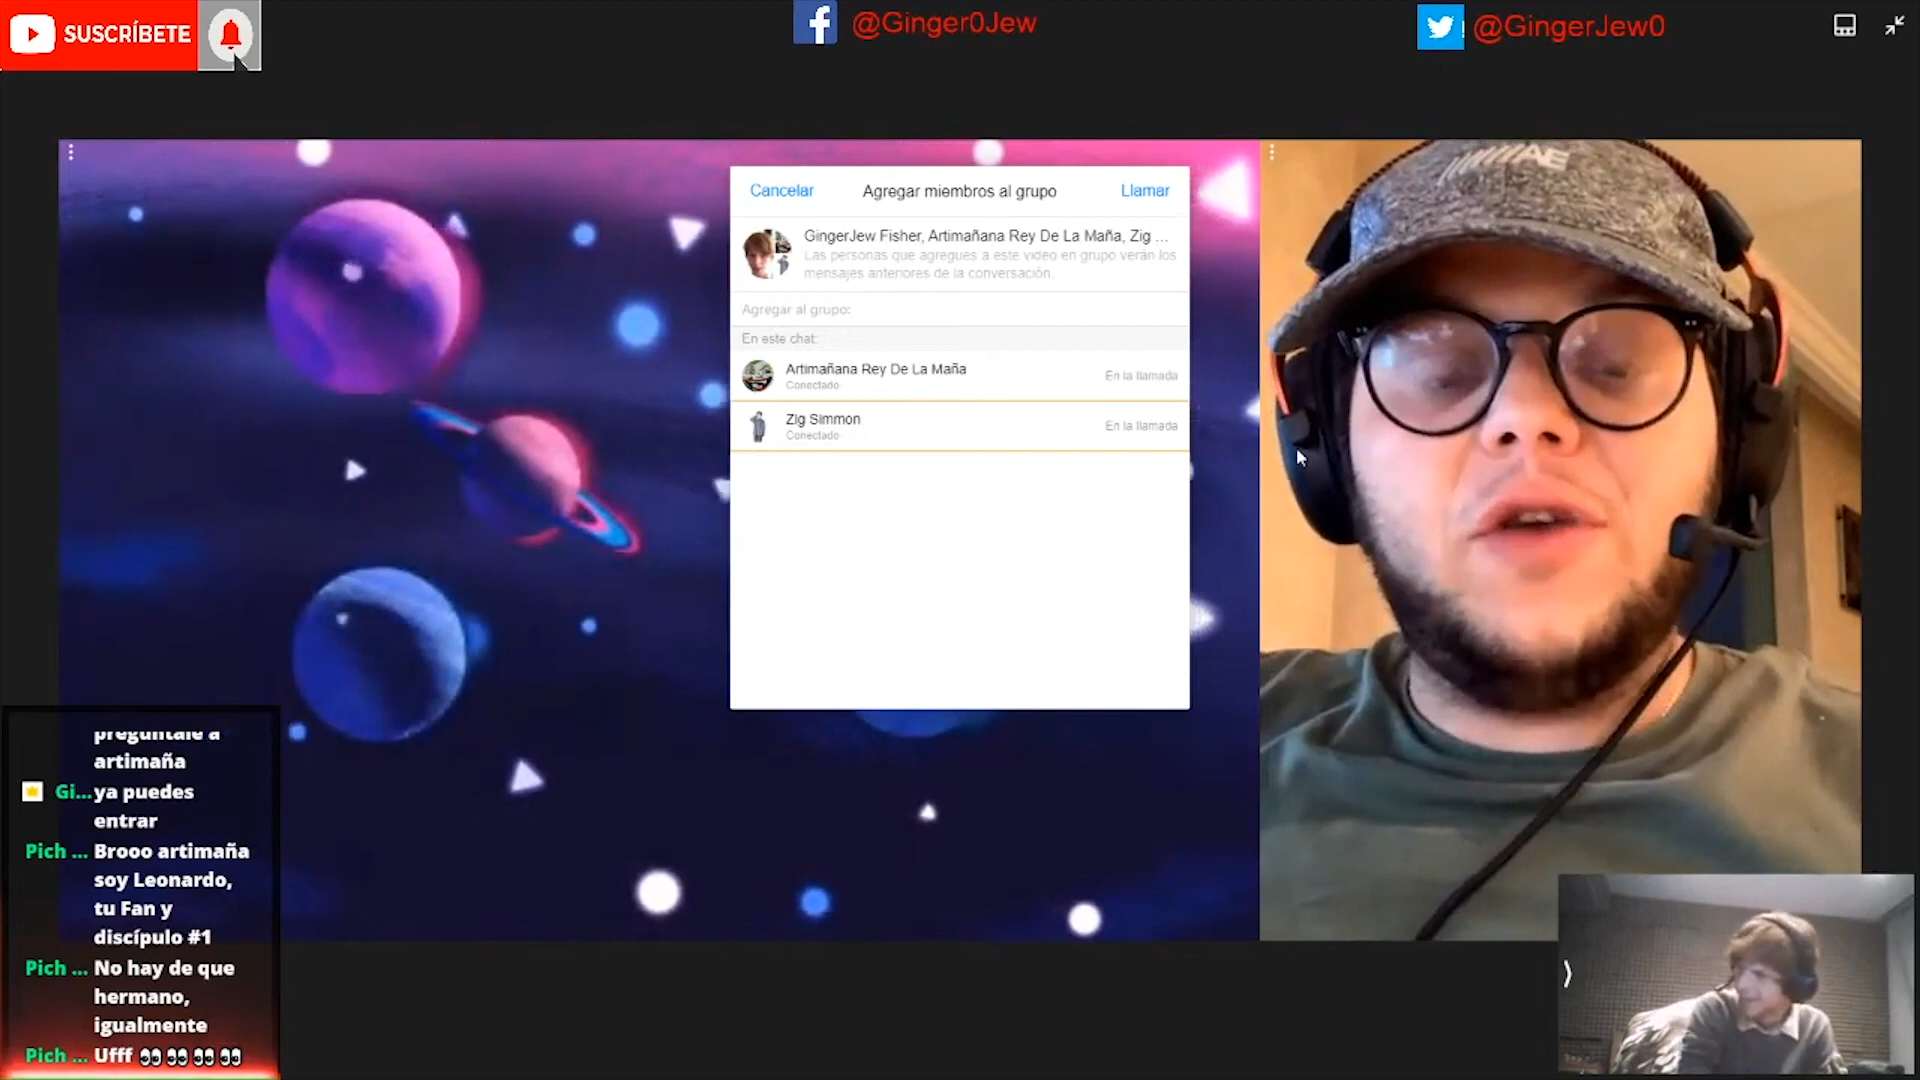 SUSCRÍBETE
@Ginger0Jew
@GingerJew0
Cancelar
Agregar miembros al grupo
Llamar
GingerJew Fisher, Artimañana Rey De La Maña, Zig ...
Las personas que agregues a este video en grupo verán los
mensajes anteriores de la conversación.
Agregar al grupo:
En este chat:
Artimañana Rey De La Maña
Conectado
En la llamada
Zig Simmon
Conectado
En la llamada
AE
preguntale a
artimaña
Gi... ya puedes
entrar
Pich ... Brooo artimaña
soy Leonardo,
tu Fan y
discípulo #1
Pich ... No hay de que
hermano,
igualmente
Pich ... Ufff 👀👀👀👀